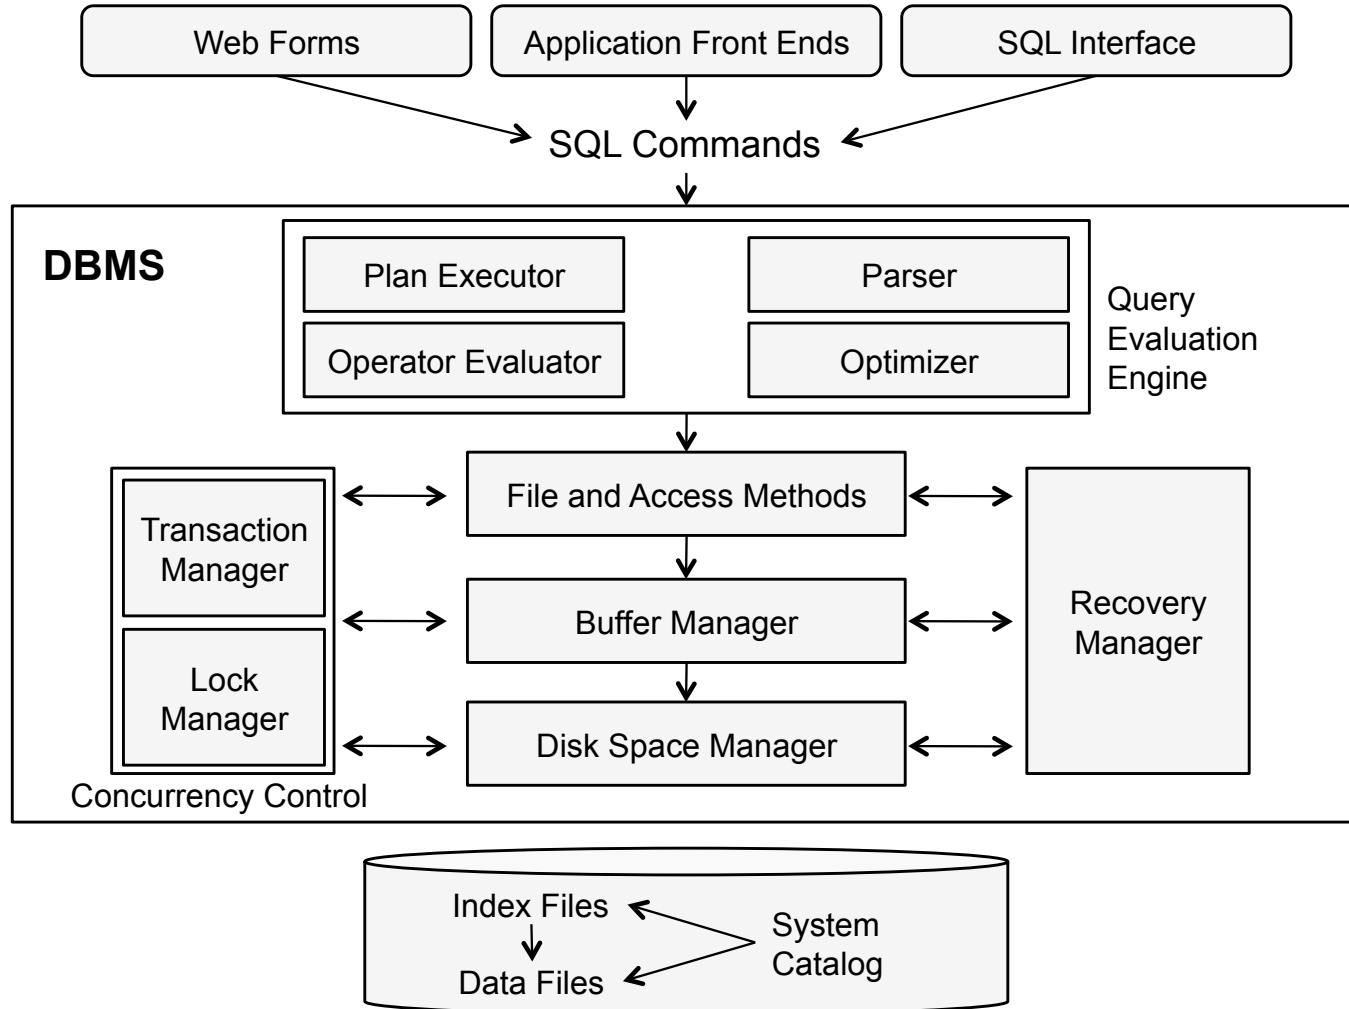 Web Forms
Application Front Ends
SQL Interface
SQL Commands
DBMS
Plan Executor
Parser
Operator Evaluator
Optimizer
Query
Evaluation
Engine
File and Access Methods
Transaction
Manager
Buffer Manager
Recovery
Manager
Lock
Manager
Disk Space Manager
Concurrency Control
Index Files
System
Catalog
Data Files